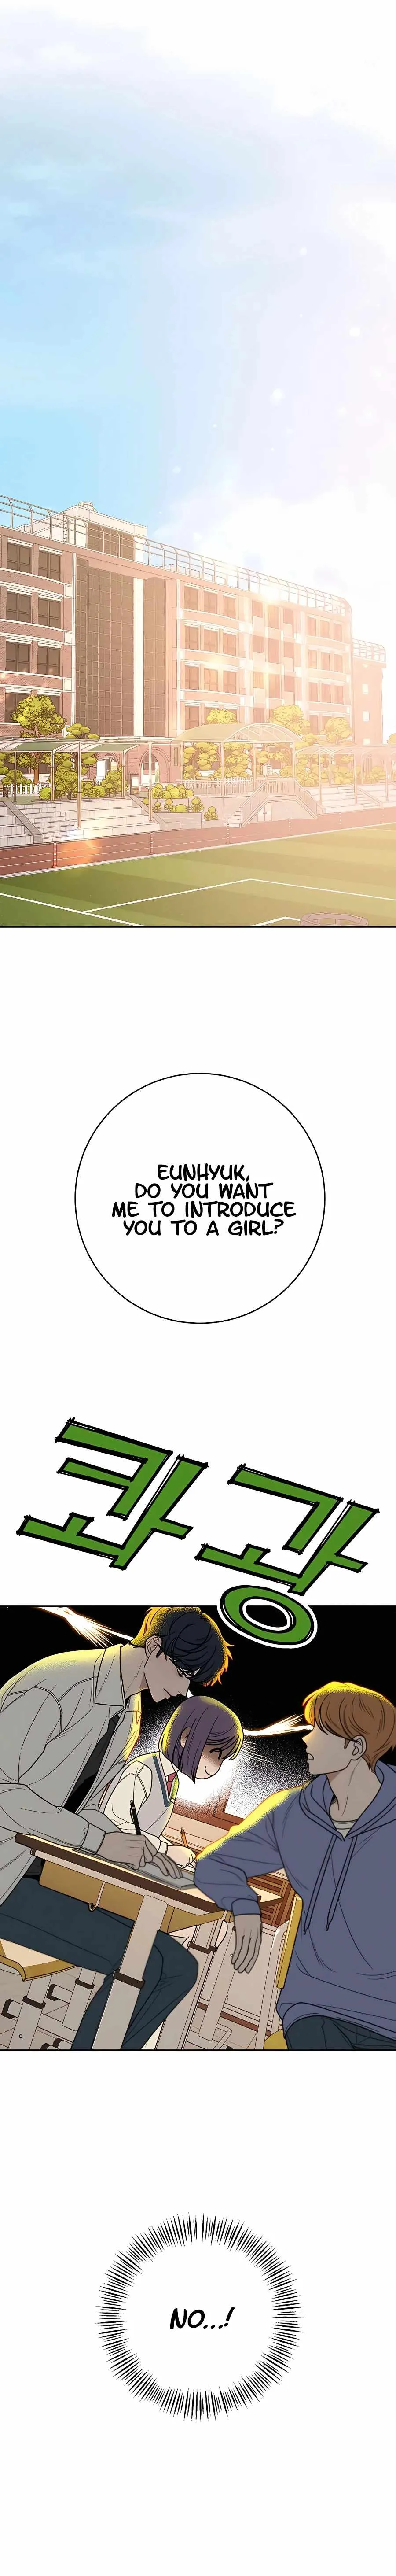 EUNHYUK,
DO YOU WANT
ME TO INTRODUCE
YOU TO A GIRL?
콰광
NO...!